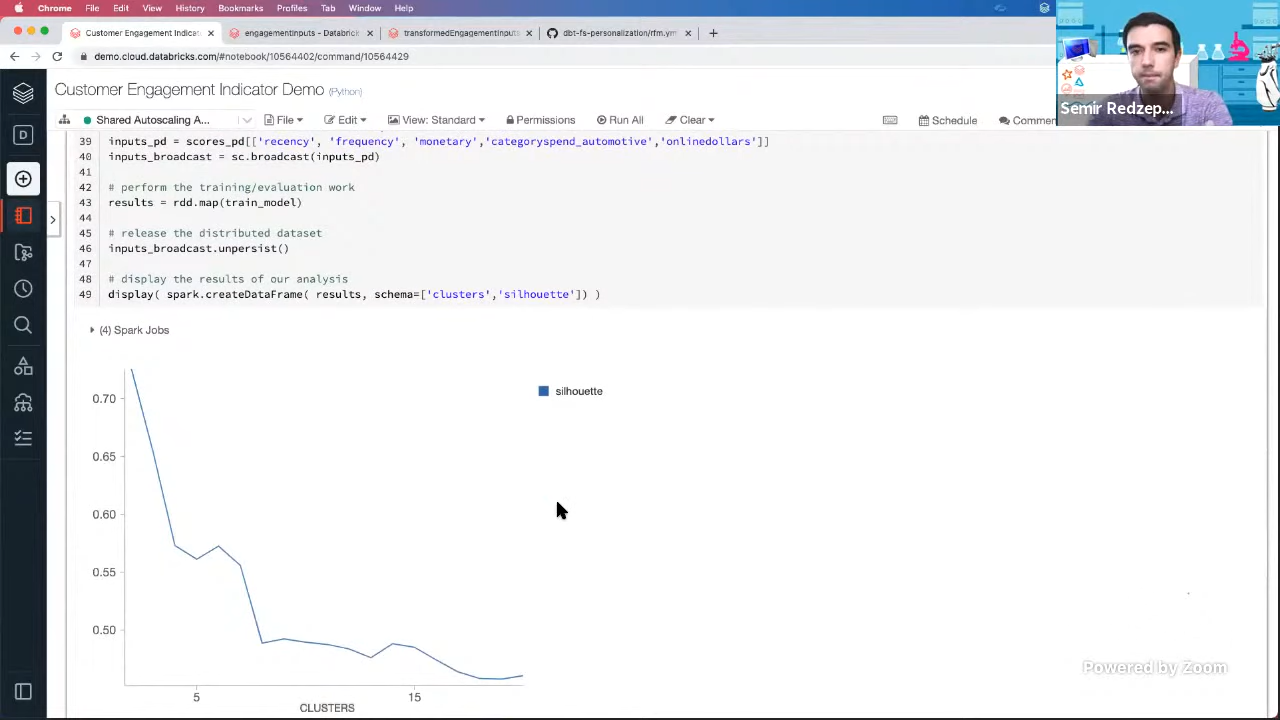 Chrome File Edit View History Bookmarks Profiles Tab Window Help
Customer Engagement Indicat
engagementInputs - Databrick
transformedEngagementInputs
dbt-fs-personalization/rfm.ym
demo.cloud.databricks.com/#notebook/10564402/command/10564429
Customer Engagement Indicator Demo (Python)
Shared Autoscaling A... File Edit View: Standard Permissions Run All Clear Schedule Commen
Semir Redzep...
D
39 inputs_pd = scores_pd[['recency', 'frequency', 'monetary','categoryspend_automotive','onlinedollars']]
40 inputs_broadcast = sc.broadcast(inputs_pd)
41
42 # perform the training/evaluation work
43 results = rdd.map(train_model)
44
45 # release the distributed dataset
46 inputs_broadcast.unpersist()
47
48 # display the results of our analysis
49 display( spark.createDataFrame( results, schema=['clusters','silhouette']) )
(4) Spark Jobs
silhouette
0.70
0.65
0.60
0.55
0.50
5 15
CLUSTERS
Powered by Zoom